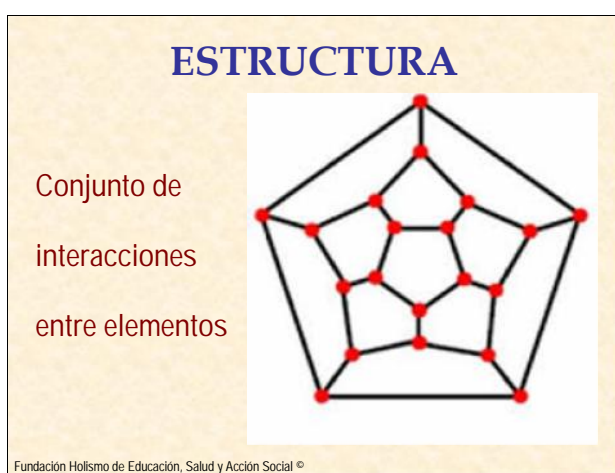 ESTRUCTURA
Conjunto de
interacciones
entre elementos
Fundación Holismo de Educación, Salud y Acción Social ©